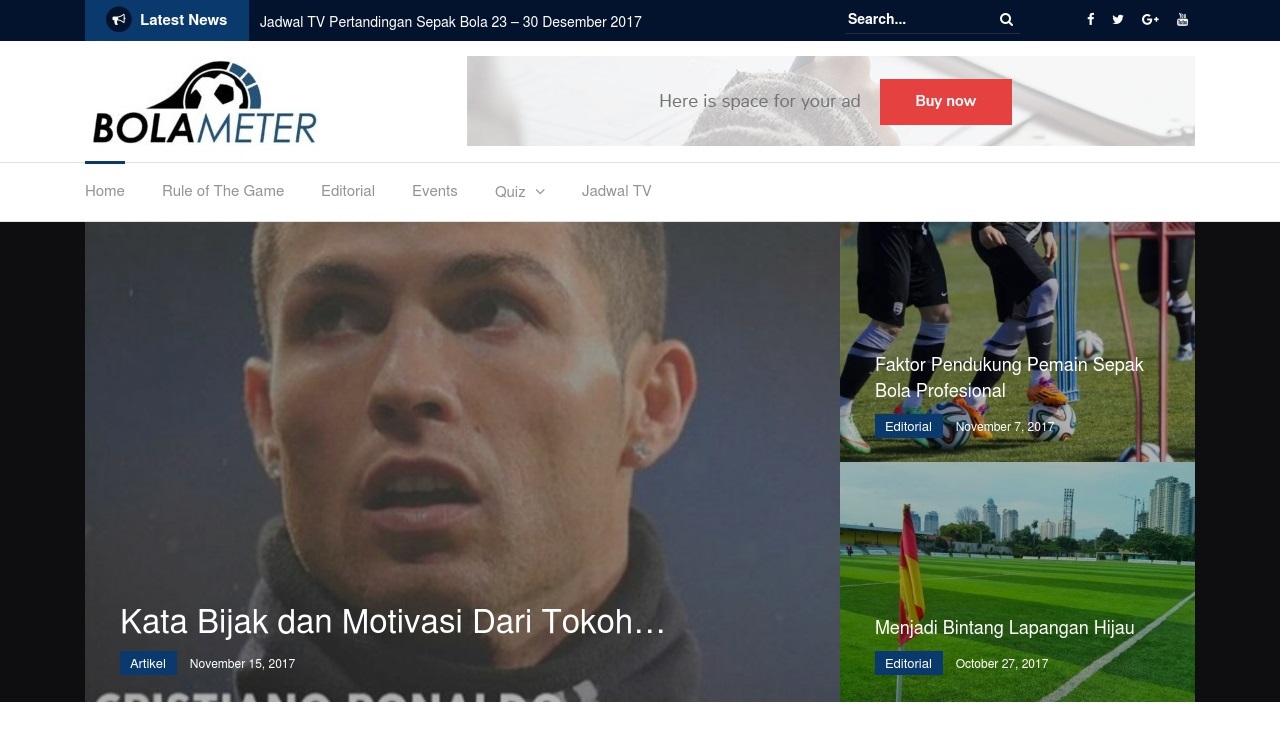 Latest News
Jadwal TV Pertandingan Sepak Bola 23 – 30 Desember 2017
Search...
BOLAMETER
Here is space for your ad
Buy now
Home
Rule of The Game
Editorial
Events
Quiz
Jadwal TV
Faktor Pendukung Pemain Sepak
Bola Profesional
Editorial
November 7, 2017
Kata Bijak dan Motivasi Dari Tokoh…
Artikel
November 15, 2017
CRISTIANO RONALDO
Menjadi Bintang Lapangan Hijau
Editorial
October 27, 2017